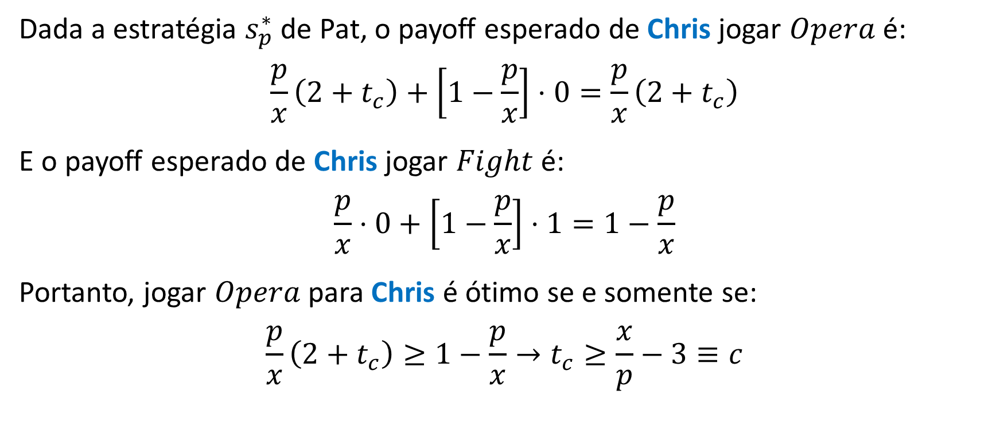 Dada a estratégia $s_p^*$ de Pat, o payoff esperado de Chris jogar $Opera$ é:
$\frac{p}{x}(2 + t_c) + \left[1 - \frac{p}{x}\right] \cdot 0 = \frac{p}{x}(2 + t_c)$
E o payoff esperado de Chris jogar $Fight$ é:
$\frac{p}{x} \cdot 0 + \left[1 - \frac{p}{x}\right] \cdot 1 = 1 - \frac{p}{x}$
Portanto, jogar $Opera$ para Chris é ótimo se e somente se:
$\frac{p}{x}(2 + t_c) \geq 1 - \frac{p}{x} \rightarrow t_c \geq \frac{x}{p} - 3 \equiv c$